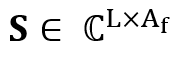 𝐒 ∈ ℂ^{L×A_f}